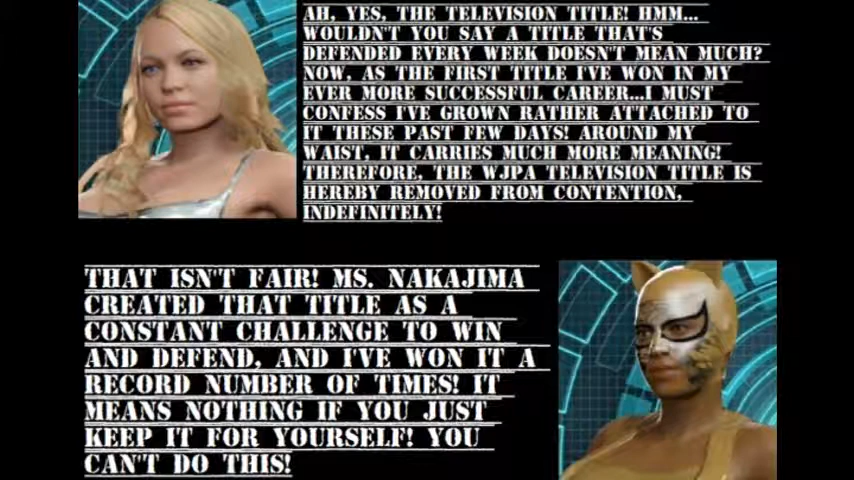 AH, YES, THE TELEVISION TITLE! HMM...
WOULDN'T YOU SAY A TITLE THAT'S
DEFENDED EVERY WEEK DOESN'T MEAN MUCH?
NOW, AS THE FIRST TITLE I'VE WON IN MY
EVER MORE SUCCESSFUL CAREER...I MUST
CONFESS I'VE GROWN RATHER ATTACHED TO
IT THESE PAST FEW DAYS! AROUND MY
WAIST, IT CARRIES MUCH MORE MEANING!
THEREFORE, THE WJPA TELEVISION TITLE IS
HEREBY REMOVED FROM CONTENTION,
INDEFINITELY!
THAT ISN'T FAIR! MS. NAKAJIMA
CREATED THAT TITLE AS A
CONSTANT CHALLENGE TO WIN
AND DEFEND, AND I'VE WON IT A
RECORD NUMBER OF TIMES! IT
MEANS NOTHING IF YOU JUST
KEEP IT FOR YOURSELF! YOU
CAN'T DO THIS!